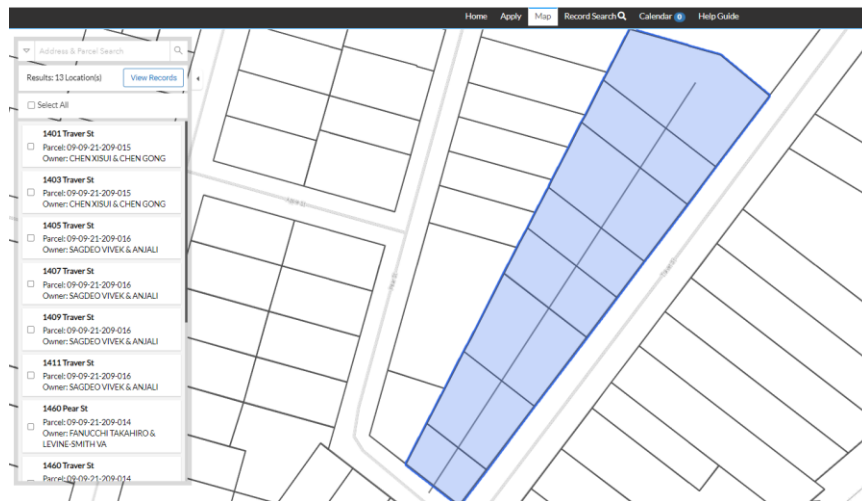 Home Apply Map Record Search Calendar 0 Help Guide
Address & Parcel Search
Results: 13 Location(s) View Records
Select All
1401 Traver St
Parcel: 09-09-21-209-015
Owner: CHEN XISUI & CHEN GONG
1403 Traver St
Parcel: 09-09-21-209-015
Owner: CHEN XISUI & CHEN GONG
1405 Traver St
Parcel: 09-09-21-209-016
Owner: SAGDEO VIVEK & ANJALI
1407 Traver St
Parcel: 09-09-21-209-016
Owner: SAGDEO VIVEK & ANJALI
1409 Traver St
Parcel: 09-09-21-209-016
Owner: SAGDEO VIVEK & ANJALI
1411 Traver St
Parcel: 09-09-21-209-016
Owner: SAGDEO VIVEK & ANJALI
1460 Pear St
Parcel: 09-09-21-209-014
Owner: FANUCCHI TAKAHIRO &
LEVINE-SMITH VA
1460 Traver St
Parcel: 09-09-21-209-014
Pear St
Traver St